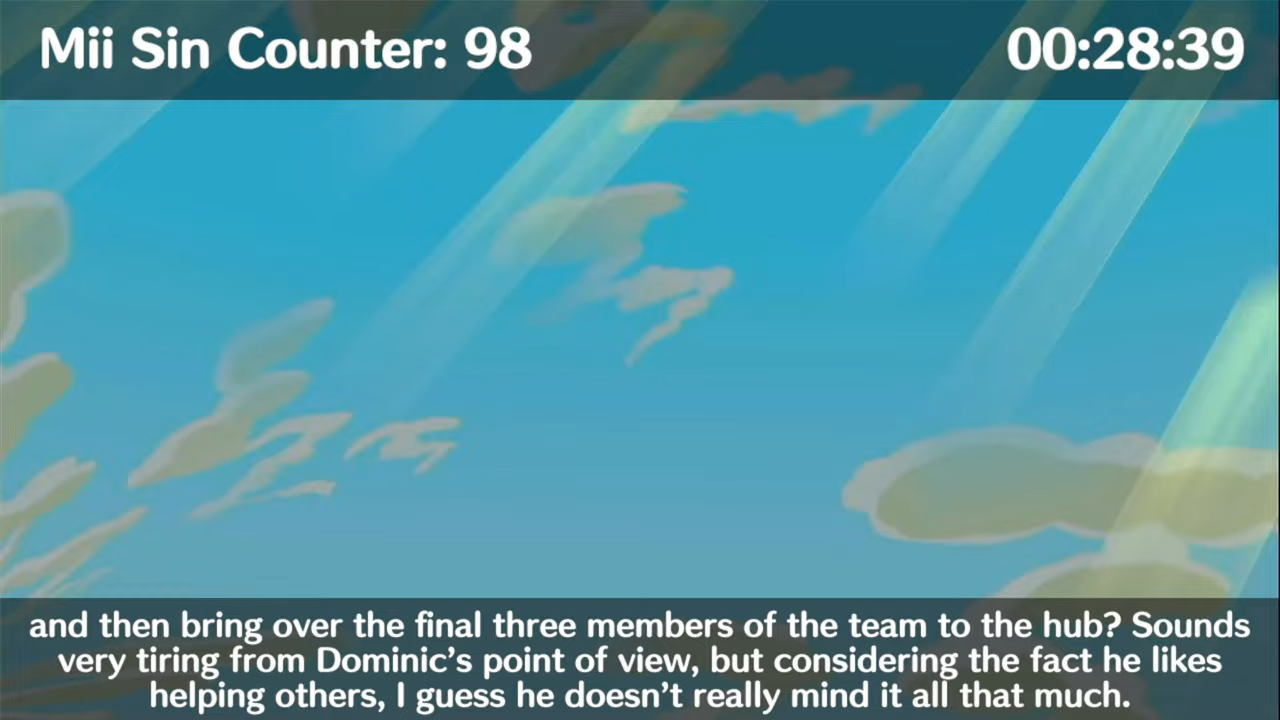 Mii Sin Counter: 98
00:28:39
and then bring over the final three members of the team to the hub? Sounds
very tiring from Dominic’s point of view, but considering the fact he likes
helping others, I guess he doesn’t really mind it all that much.